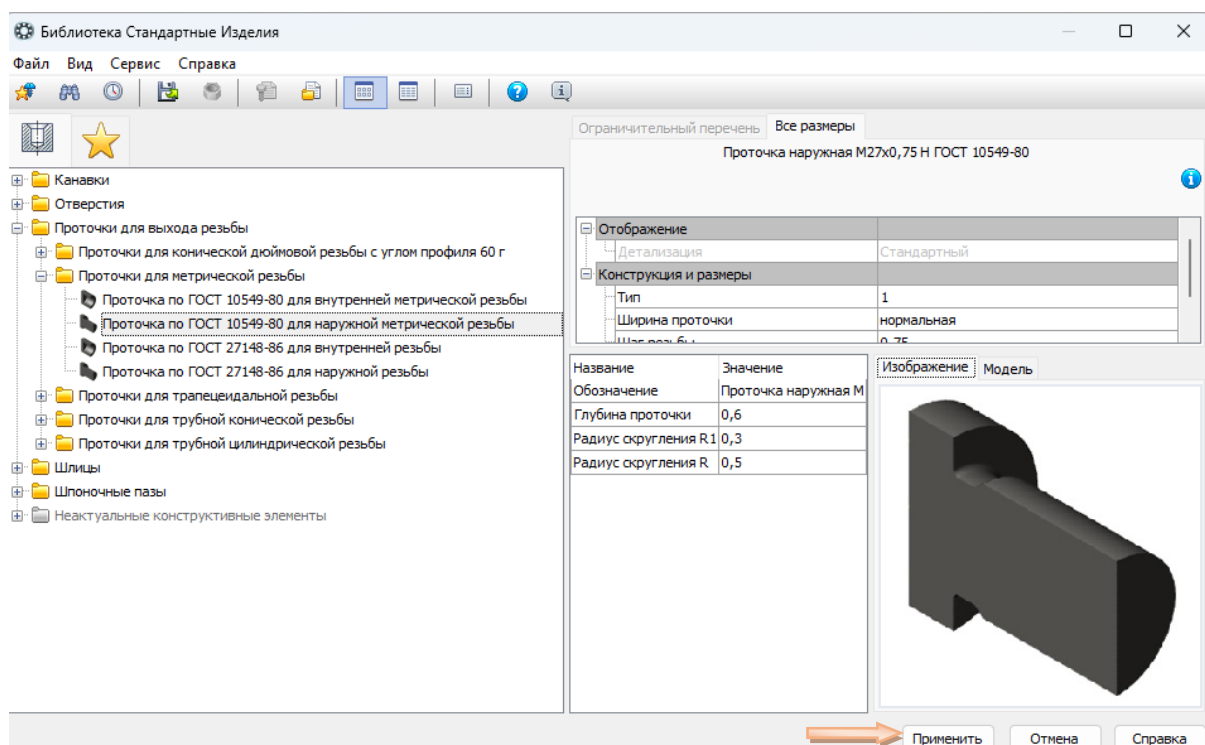 Библиотека Стандартные Изделия
Файл Вид Сервис Справка
Ограничительный перечень Все размеры
Проточка наружная М27х0,75 Н ГОСТ 10549-80
Канавки
Отверстия
Проточки для выхода резьбы
Проточки для конической дюймовой резьбы с углом профиля 60 г
Проточки для метрической резьбы
Проточка по ГОСТ 10549-80 для внутренней метрической резьбы
Проточка по ГОСТ 10549-80 для наружной метрической резьбы
Проточка по ГОСТ 27148-86 для внутренней резьбы
Проточка по ГОСТ 27148-86 для наружной резьбы
Проточки для трапецеидальной резьбы
Проточки для трубной конической резьбы
Проточки для трубной цилиндрической резьбы
Шлицы
Шпоночные пазы
Неактуальные конструктивные элементы
Отображение
Детализация Стандартный
Конструкция и размеры
Тип 1
Ширина проточки нормальная
Шаг резьбы 0,75
Название Значение
Обозначение Проточка наружная М
Глубина проточки 0,6
Радиус скругления R1 0,3
Радиус скругления R 0,5
Изображение Модель
Применить Отмена Справка